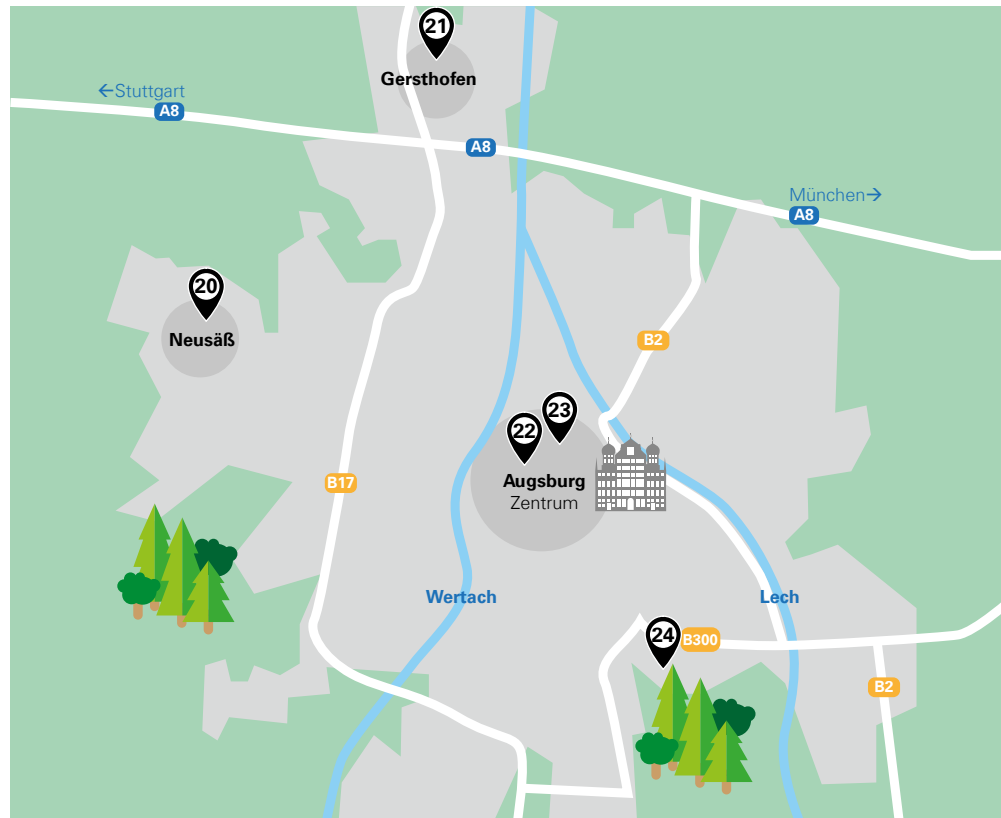 21
Gersthofen
←Stuttgart
A8
A8
München→
A8
20
Neusäß
B2
23
22
Augsburg
Zentrum
B17
Wertach
Lech
24
B300
B2